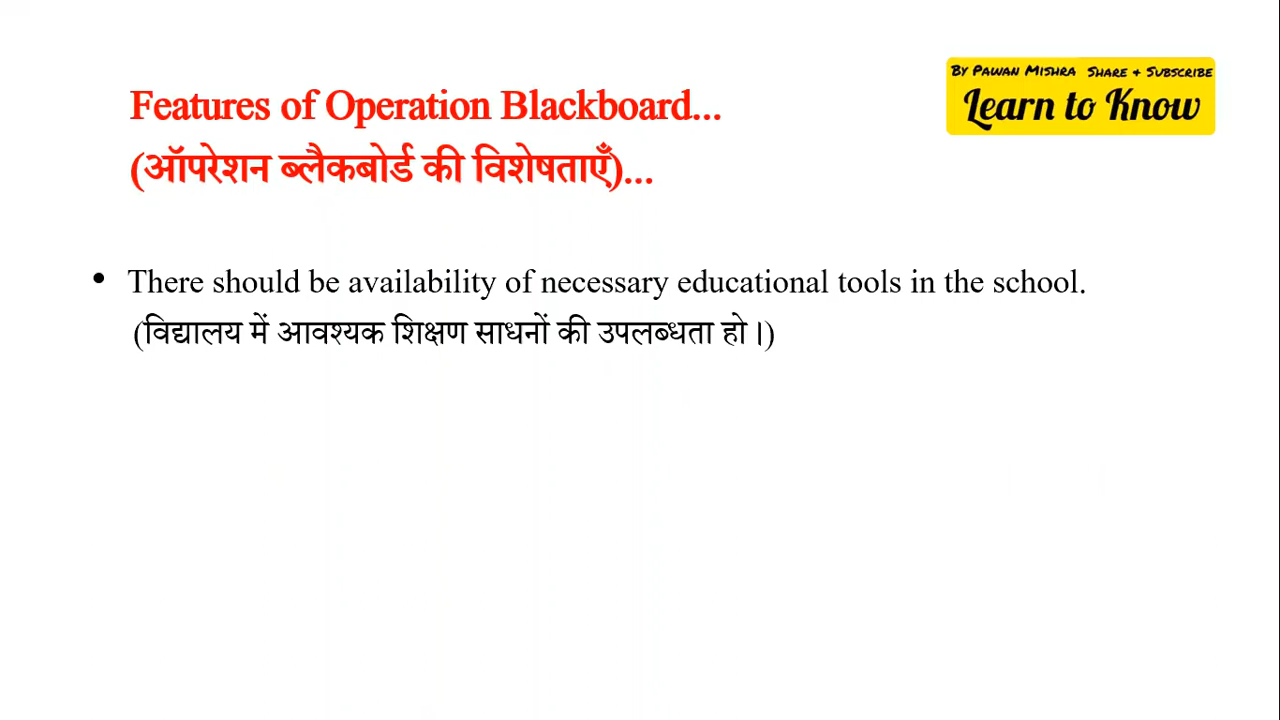 By Pawan Mishra Share + Subscribe
Learn to Know
Features of Operation Blackboard...
(ऑपरेशन ब्लैकबोर्ड की विशेषताएँ)...
• There should be availability of necessary educational tools in the school.
(विद्यालय में आवश्यक शिक्षण साधनों की उपलब्धता हो।)